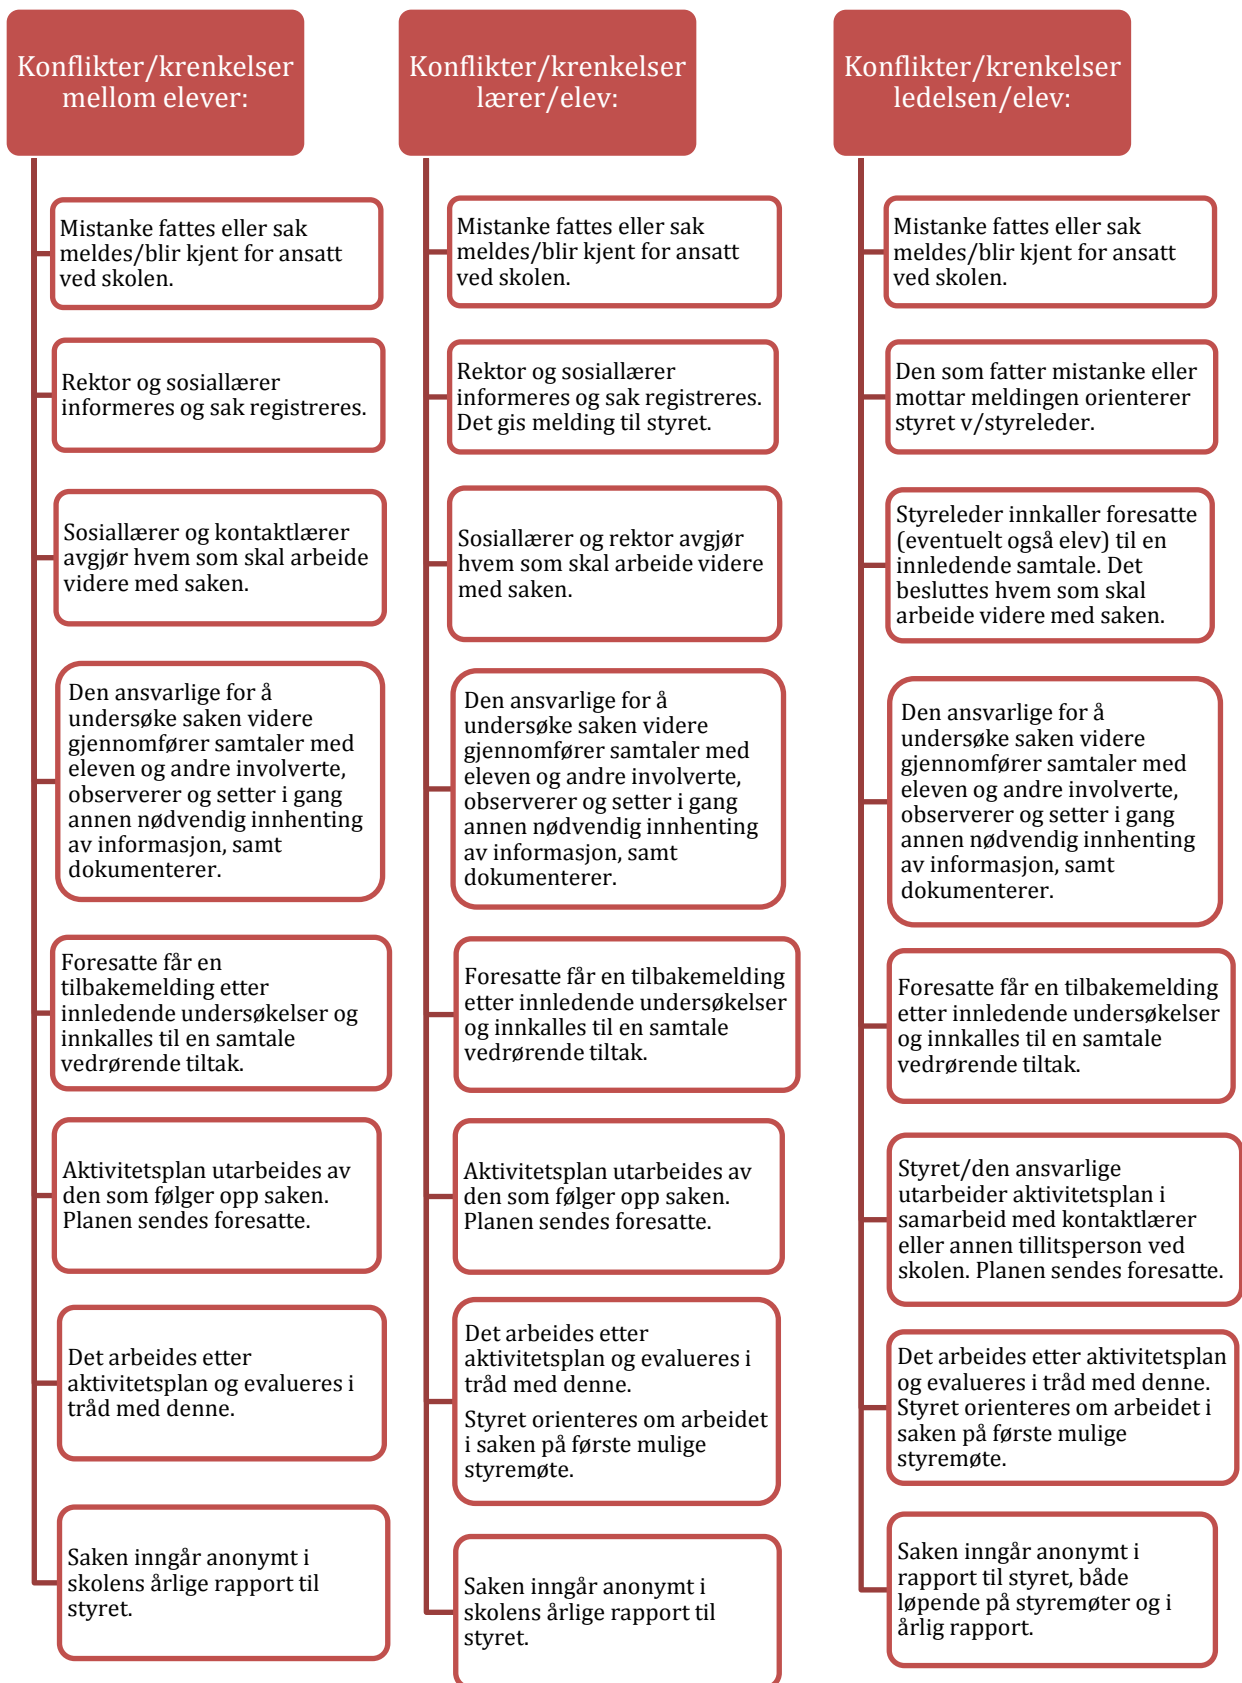 Konflikter/krenkelser
mellom elever:
Mistanke fattes eller sak
meldes/blir kjent for ansatt
ved skolen.
Rektor og sosiallærer
informeres og sak registreres.
Sosiallærer og kontaktlærer
avgjør hvem som skal arbeide
videre med saken.
Den ansvarlige for å
undersøke saken videre
gjennomfører samtaler med
eleven og andre involverte,
observerer og setter i gang
annen nødvendig innhenting
av informasjon, samt
dokumenterer.
Foresatte får en
tilbakemelding etter
innledende undersøkelser og
innkalles til en samtale
vedrørende tiltak.
Aktivitetsplan utarbeides av
den som følger opp saken.
Planen sendes foresatte.
Det arbeides etter
aktivitetsplan og evalueres i
tråd med denne.
Saken inngår anonymt i
skolens årlige rapport til
styret.
Konflikter/krenkelser
lærer/elev:
Mistanke fattes eller sak
meldes/blir kjent for ansatt
ved skolen.
Rektor og sosiallærer
informeres og sak registreres.
Det gis melding til styret.
Sosiallærer og rektor avgjør
hvem som skal arbeide videre
med saken.
Den ansvarlige for å
undersøke saken videre
gjennomfører samtaler med
eleven og andre involverte,
observerer og setter i gang
annen nødvendig innhenting
av informasjon, samt
dokumenterer.
Foresatte får en tilbakemelding
etter innledende undersøkelser
og innkalles til en samtale
vedrørende tiltak.
Aktivitetsplan utarbeides av
den som følger opp saken.
Planen sendes foresatte.
Det arbeides etter
aktivitetsplan og evalueres i
tråd med denne.
Styret orienteres om arbeidet
i saken på første mulige
styremøte.
Saken inngår anonymt i
skolens årlige rapport til
styret.
Konflikter/krenkelser
ledelsen/elev:
Mistanke fattes eller sak
meldes/blir kjent for ansatt
ved skolen.
Den som fatter mistanke eller
mottar meldingen orienterer
styret v/styreleder.
Styreleder innkaller foresatte
(eventuelt også elev) til en
innledende samtale. Det
besluttes hvem som skal
arbeide videre med saken.
Den ansvarlige for å
undersøke saken videre
gjennomfører samtaler med
eleven og andre involverte,
observerer og setter i gang
annen nødvendig innhenting
av informasjon, samt
dokumenterer.
Foresatte får en tilbakemelding
etter innledende undersøkelser
og innkalles til en samtale
vedrørende tiltak.
Styret/den ansvarlige
utarbeider aktivitetsplan i
samarbeid med kontaktlærer
eller annen tillitsperson ved
skolen. Planen sendes foresatte.
Det arbeides etter aktivitetsplan
og evalueres i tråd med denne.
Styret orienteres om arbeidet i
saken på første mulige
styremøte.
Saken inngår anonymt i
rapport til styret, både
løpende på styremøter og i
årlig rapport.